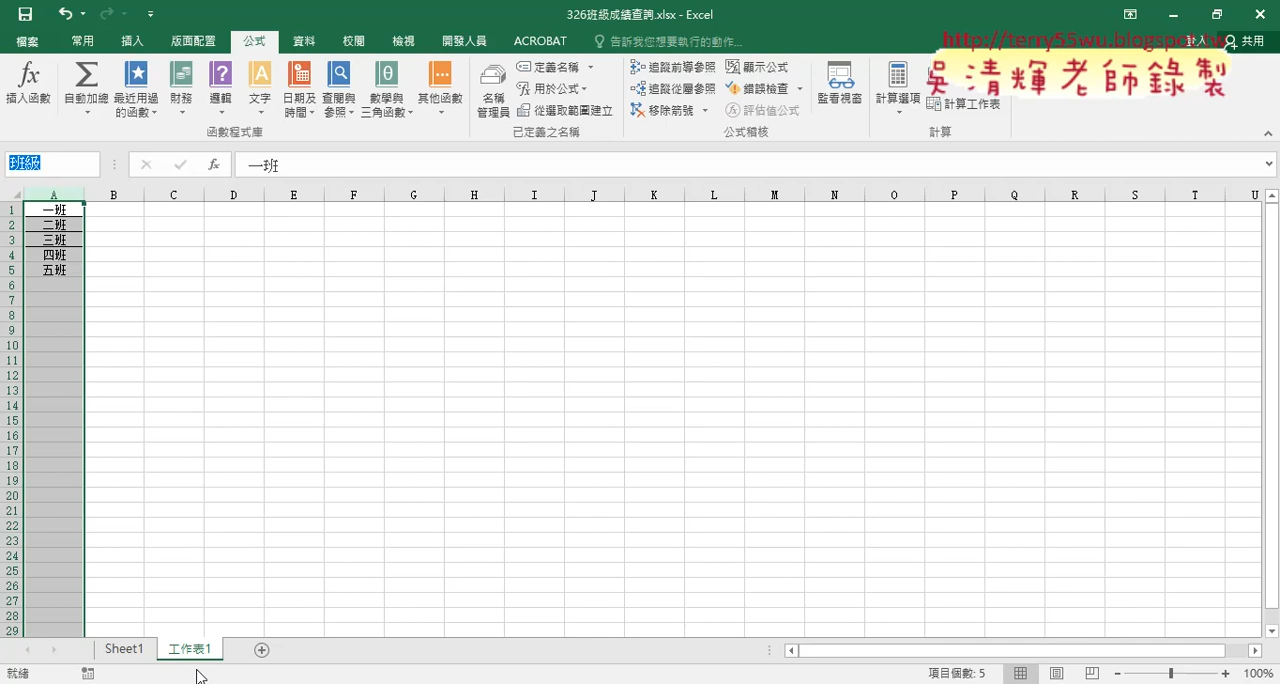 326班級成績查詢.xlsx - Excel
檔案 常用 插入 版面配置 公式 資料 校閱 檢視 開發人員 ACROBAT 告訴我您想要執行的動作... 登入 共用
http://terry55wu.blogspot.tw
吳清輝老師錄製
插入函數 自動加總 最近用過的函數 財務 邏輯 文字 日期及時間 查閱與參照 數學與三角函數 其他函數
函數程式庫
名稱管理員 定義名稱 用於公式 從選取範圍建立
已定義之名稱
追蹤前導參照 顯示公式
追蹤從屬參照 錯誤檢查
移除箭號 評估值公式
公式稽核
監看視窗 計算選項 計算工作表
計算
班級 fx 一班
A B C D E F G H I J K L M N O P Q R S T U
1 一班
2 二班
3 三班
4 四班
5 五班
6
7
8
9
10
11
12
13
14
15
16
17
18
19
20
21
22
23
24
25
26
27
28
29
Sheet1 工作表1
就緒 項目個數: 5 100%